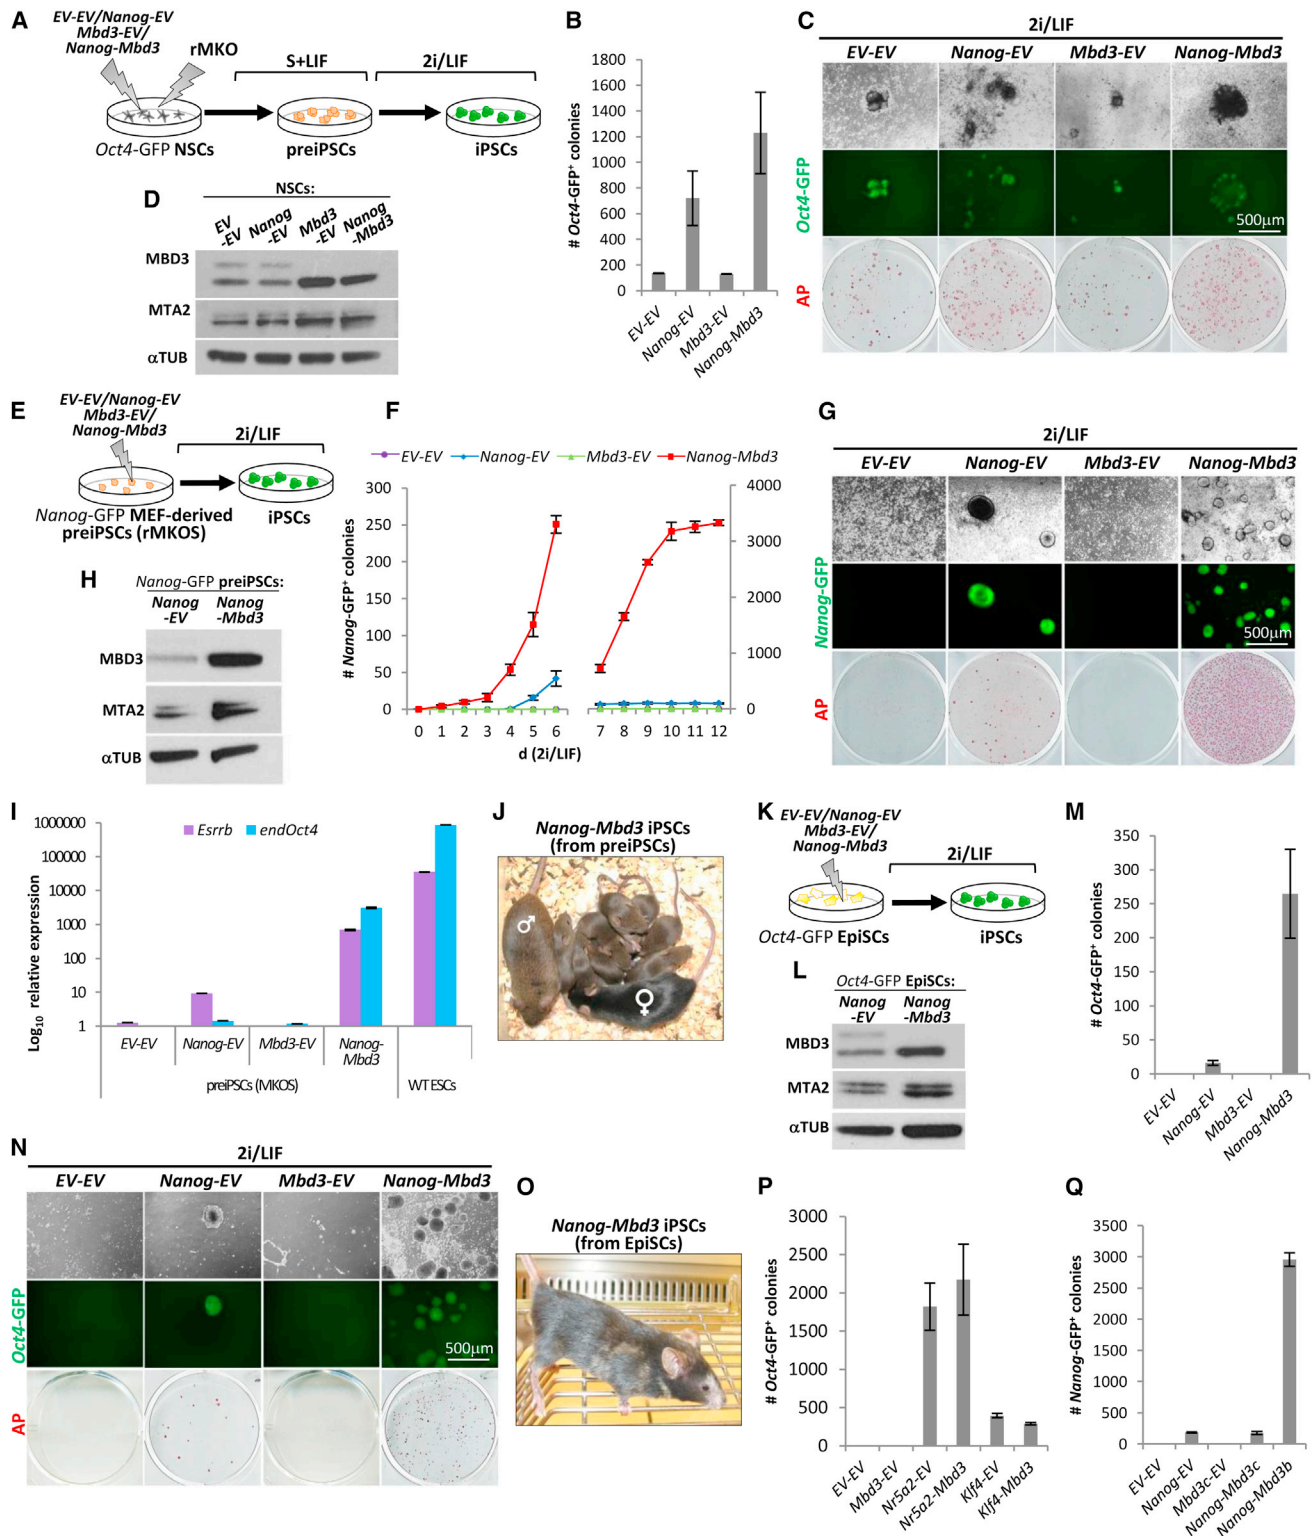 A
EV-EV/Nanog-EV
Mbd3-EV/
Nanog-Mbd3
rMKO
S+LIF
2i/LIF
Oct4-GFP NSCs
preiPSCs
iPSCs
B
# Oct4-GFP+ colonies
1800
1600
1400
1200
1000
800
600
400
200
0
EV-EV
Nanog-EV
Mbd3-EV
Nanog-Mbd3
C
2i/LIF
EV-EV Nanog-EV Mbd3-EV Nanog-Mbd3
Oct4-GFP
500µm
AP
D
NSCs:
EV
-EV
Nanog
-EV
Mbd3
-EV
Nanog
-Mbd3
MBD3
MTA2
αTUB
E
EV-EV/Nanog-EV
Mbd3-EV/
Nanog-Mbd3
2i/LIF
Nanog-GFP MEF-derived
preiPSCs (rMKOS)
iPSCs
F
EV-EV Nanog-EV Mbd3-EV Nanog-Mbd3
# Nanog-GFP+ colonies
300
250
200
150
100
50
0
4000
3000
2000
1000
0
0 1 2 3 4 5 6 7 8 9 10 11 12
d (2i/LIF)
G
2i/LIF
EV-EV Nanog-EV Mbd3-EV Nanog-Mbd3
Nanog-GFP
500µm
AP
H
Nanog-GFP preiPSCs:
Nanog
-EV
Nanog
-Mbd3
MBD3
MTA2
αTUB
I
Log10 relative expression
1000000
100000
10000
1000
100
10
1
Esrrb endOct4
EV-EV Nanog-EV Mbd3-EV Nanog-
Mbd3
preiPSCs (MKOS) WT ESCs
J
Nanog-Mbd3 iPSCs
(from preiPSCs)
♂
♀
K
EV-EV/Nanog-EV
Mbd3-EV/
Nanog-Mbd3
2i/LIF
Oct4-GFP EpiSCs
iPSCs
L
Oct4-GFP EpiSCs:
Nanog
-EV
Nanog
-Mbd3
MBD3
MTA2
αTUB
M
# Oct4-GFP+ colonies
350
300
250
200
150
100
50
0
EV-EV
Nanog-EV
Mbd3-EV
Nanog-Mbd3
N
2i/LIF
EV-EV Nanog-EV Mbd3-EV Nanog-Mbd3
Oct4-GFP
500µm
AP
O
Nanog-Mbd3 iPSCs
(from EpiSCs)
P
# Oct4-GFP+ colonies
3000
2500
2000
1500
1000
500
0
EV-EV
Mbd3-EV
Nr5a2-EV
Nr5a2-Mbd3
Klf4-EV
Klf4-Mbd3
Q
# Nanog-GFP+ colonies
3500
3000
2500
2000
1500
1000
500
0
EV-EV
Nanog-EV
Mbd3c-EV
Nanog-Mbd3c
Nanog-Mbd3b